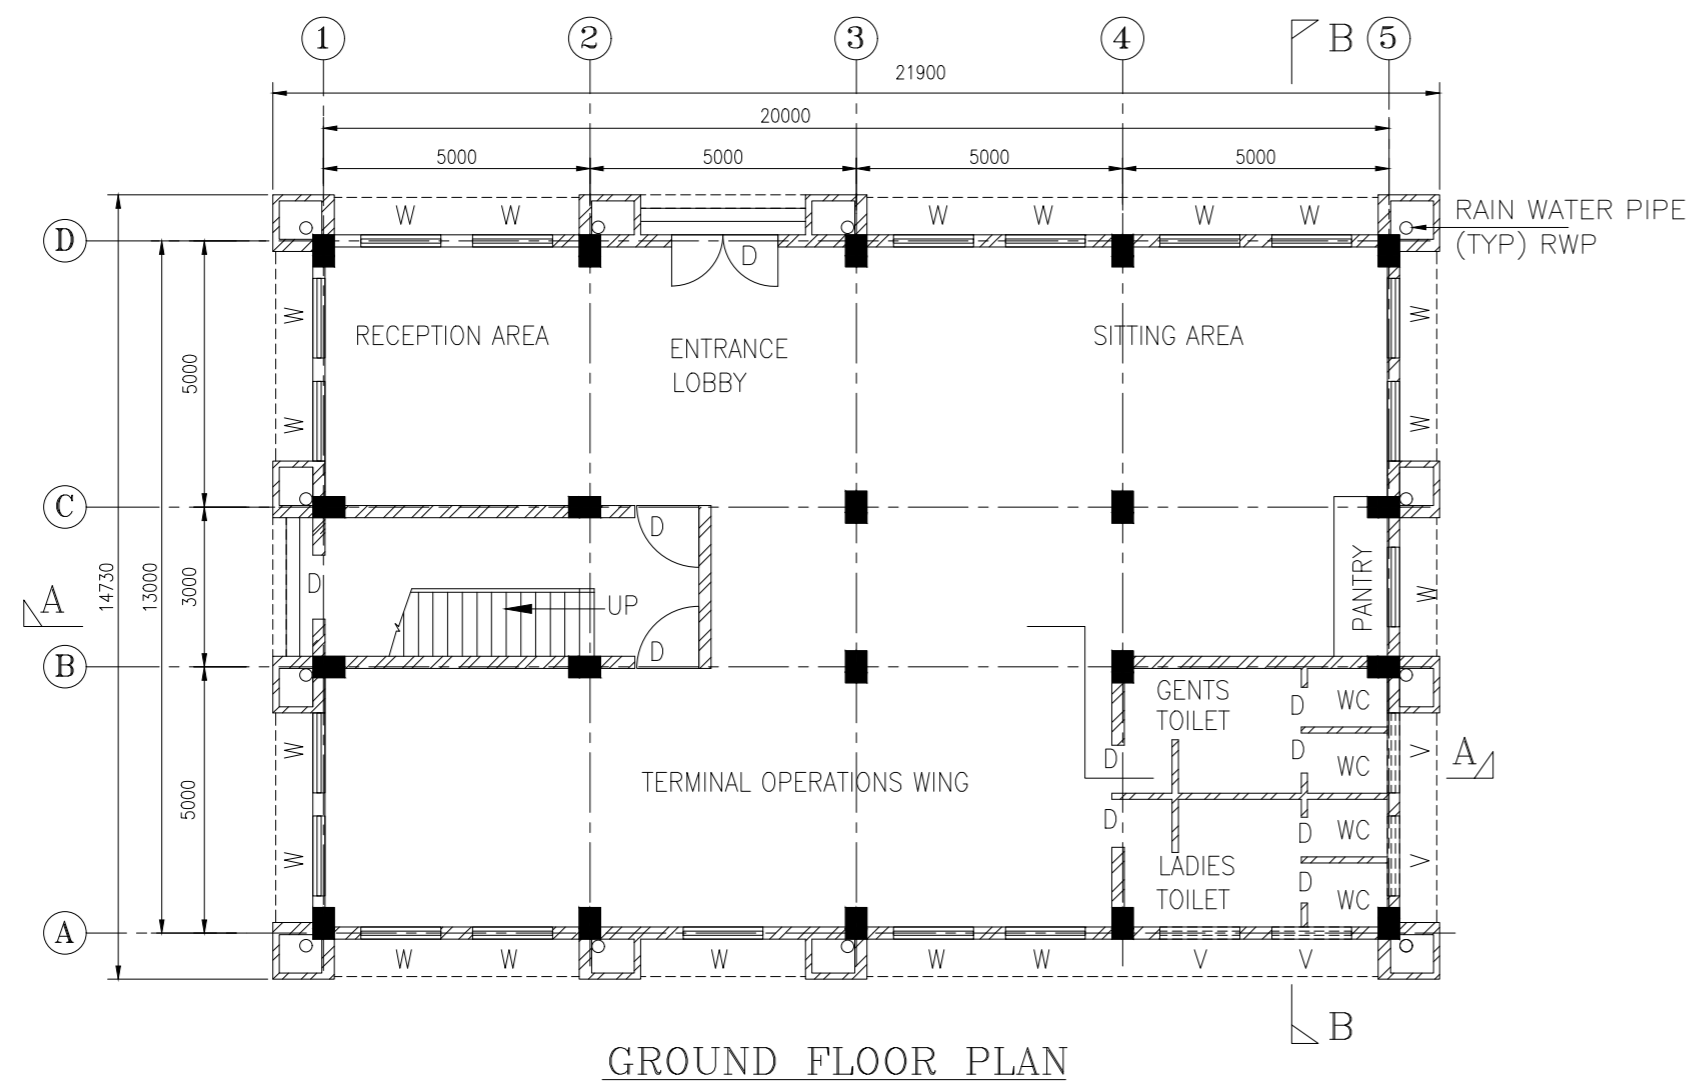 1 2 3 4 B 5
21900
20000
5000 5000 5000 5000
W W W W W W
RAIN WATER PIPE
(TYP) RWP
D
D
W
RECEPTION AREA
ENTRANCE
LOBBY
SITTING AREA
W
5000
W
W
C
D
14730
13000
3000
D
A
UP
PANTRY
W
B
D
GENTS
TOILET
D
WC
W
D
D
WC
V
A
TERMINAL OPERATIONS WING
5000
D
D
WC
W
LADIES
TOILET
V
D
WC
A
W W W W W V V
B
GROUND FLOOR PLAN